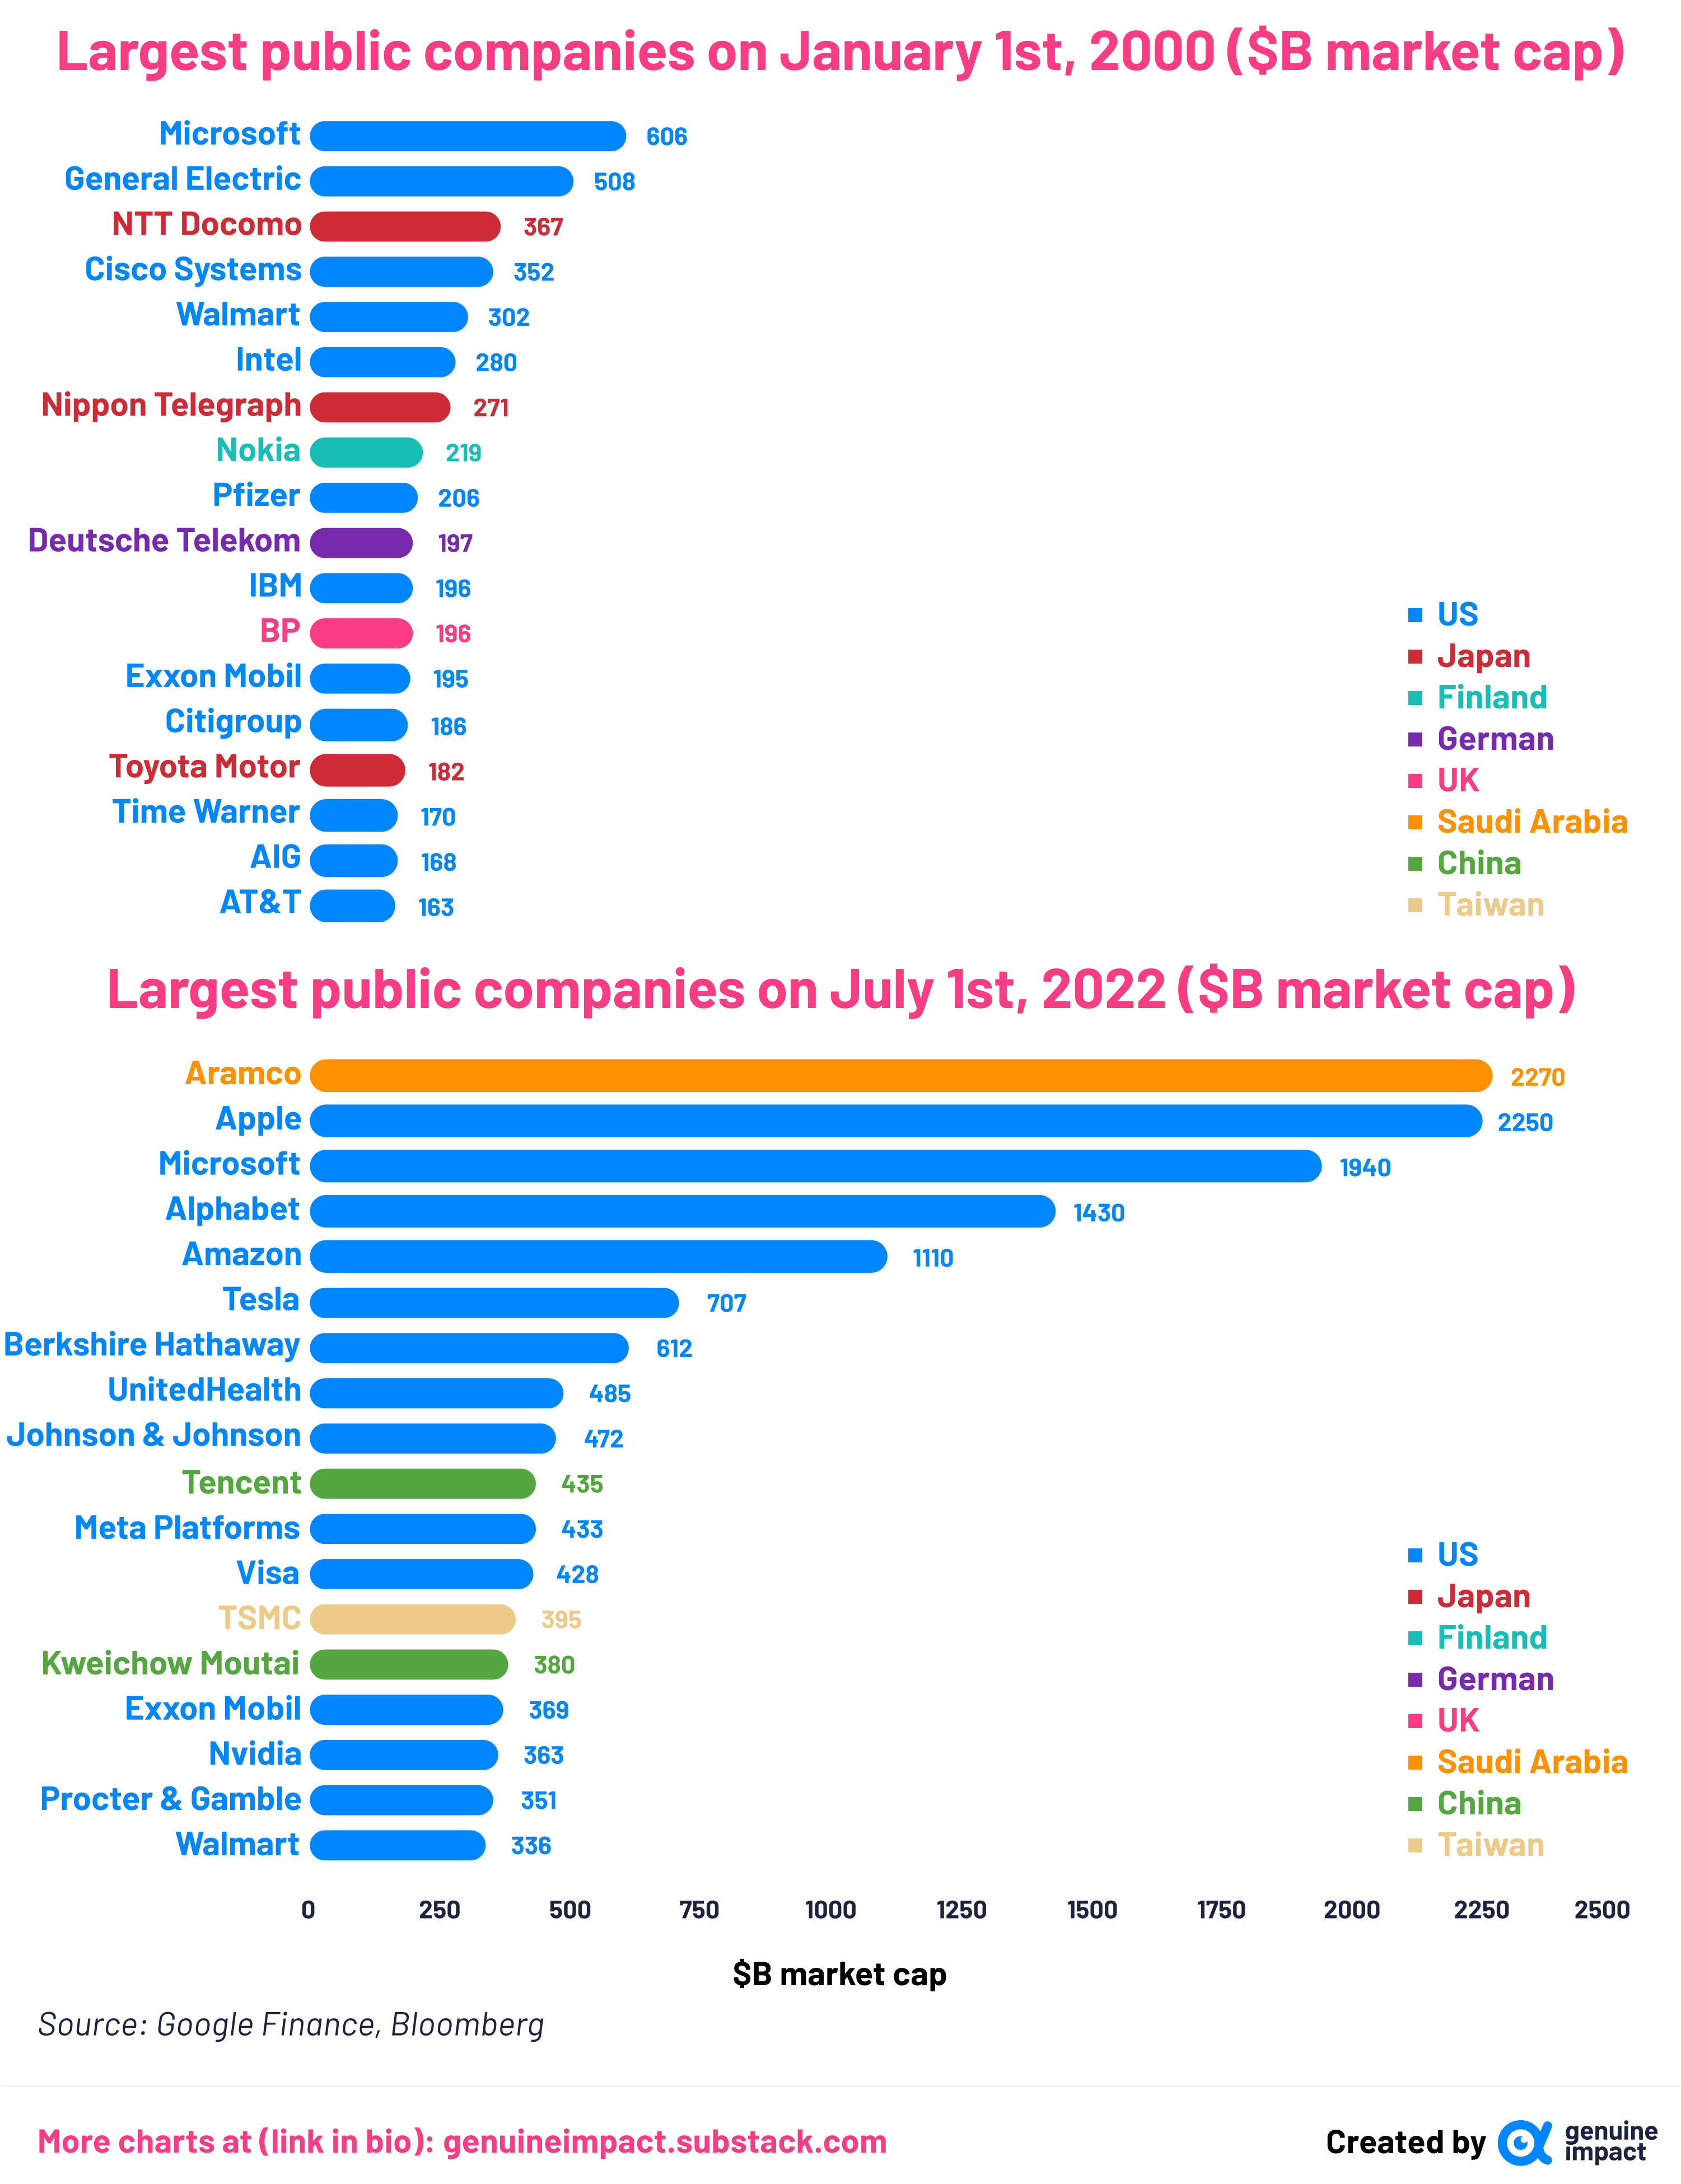 Largest public companies on January 1st, 2000 ($B market cap)
Microsoft 606
General Electric 508
NTT Docomo 367
Cisco Systems 352
Walmart 302
Intel 280
Nippon Telegraph 271
Nokia 219
Pfizer 206
Deutsche Telekom 197
IBM 196
BP 196
Exxon Mobil 195
Citigroup 186
Toyota Motor 182
Time Warner 170
AIG 168
AT&T 163
US
Japan
Finland
German
UK
Saudi Arabia
China
Taiwan
Largest public companies on July 1st, 2022 ($B market cap)
Aramco 2270
Apple 2250
Microsoft 1940
Alphabet 1430
Amazon 1110
Tesla 707
Berkshire Hathaway 612
UnitedHealth 485
Johnson & Johnson 472
Tencent 435
Meta Platforms 433
Visa 428
TSMC 395
Kweichow Moutai 380
Exxon Mobil 369
Nvidia 363
Procter & Gamble 351
Walmart 336
US
Japan
Finland
German
UK
Saudi Arabia
China
Taiwan
0 250 500 750 1000 1250 1500 1750 2000 2250 2500
$B market cap
Source: Google Finance, Bloomberg
More charts at (link in bio): genuineimpact.substack.com
Created by
genuine
impact